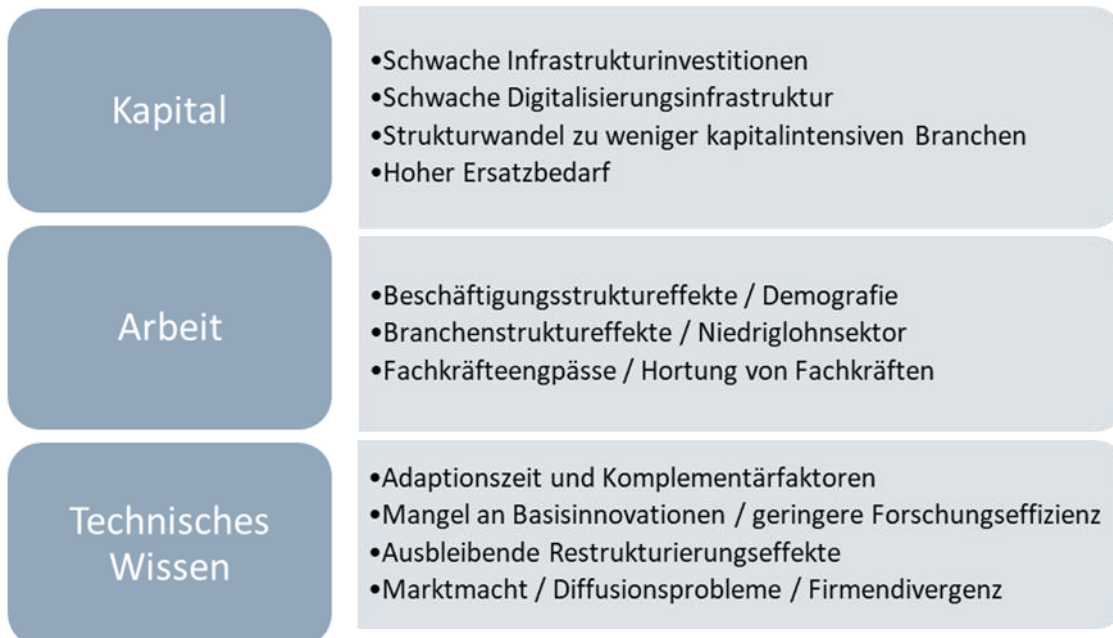 Kapital
•Schwache Infrastrukturinvestitionen
•Schwache Digitalisierungsinfrastruktur
•Strukturwandel zu weniger kapitalintensiven Branchen
•Hoher Ersatzbedarf
Arbeit
•Beschäftigungsstruktureffekte / Demografie
•Branchenstruktureffekte / Niedriglohnsektor
•Fachkräfteengpässe / Hortung von Fachkräften
Technisches
Wissen
•Adaptionszeit und Komplementärfaktoren
•Mangel an Basisinnovationen / geringere Forschungseffizienz
•Ausbleibende Restrukturierungseffekte
•Marktmacht / Diffusionsprobleme / Firmendivergenz